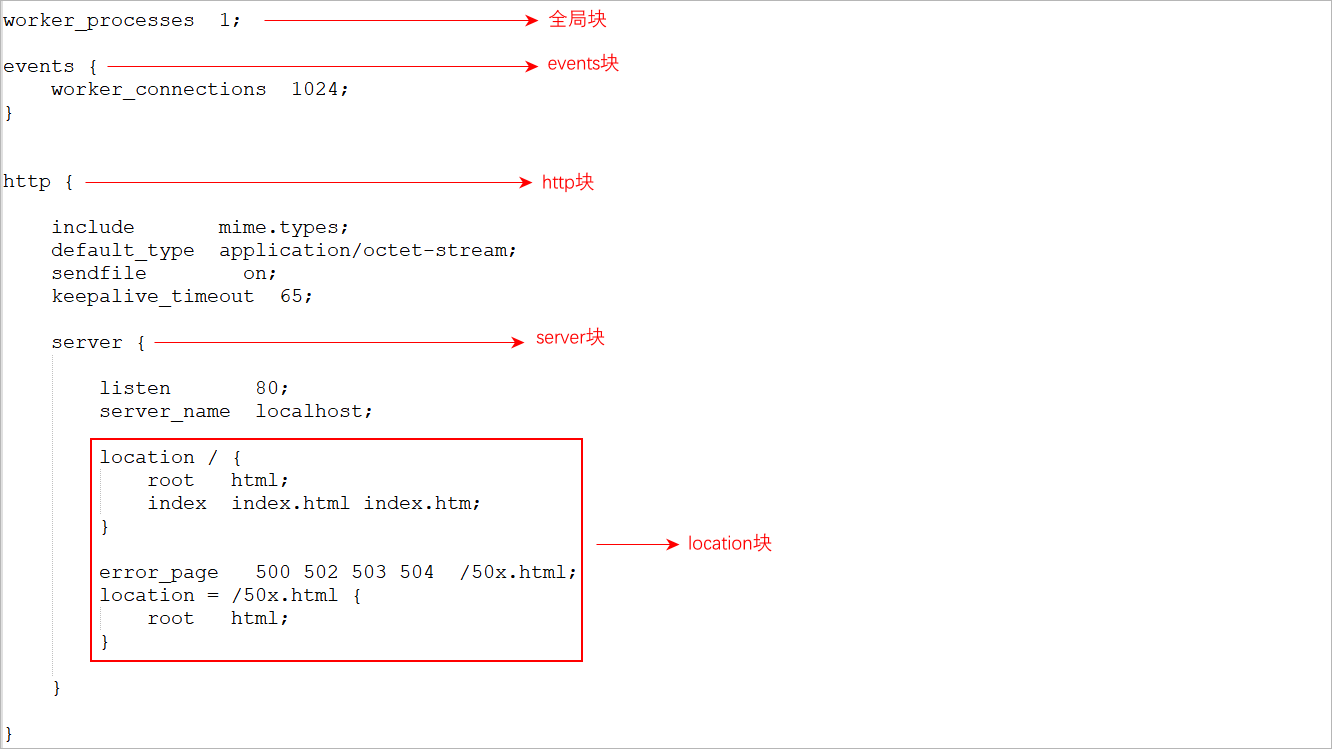 worker_processes  1; 全局块
events { events块
    worker_connections  1024;
}
http { http块
    include       mime.types;
    default_type  application/octet-stream;
    sendfile        on;
    keepalive_timeout  65;
    server { server块
        listen       80;
        server_name  localhost;
        location / {
            root   html;
            index  index.html index.htm;
        }
location块
        error_page   500 502 503 504  /50x.html;
        location = /50x.html {
            root   html;
        }
    }
}